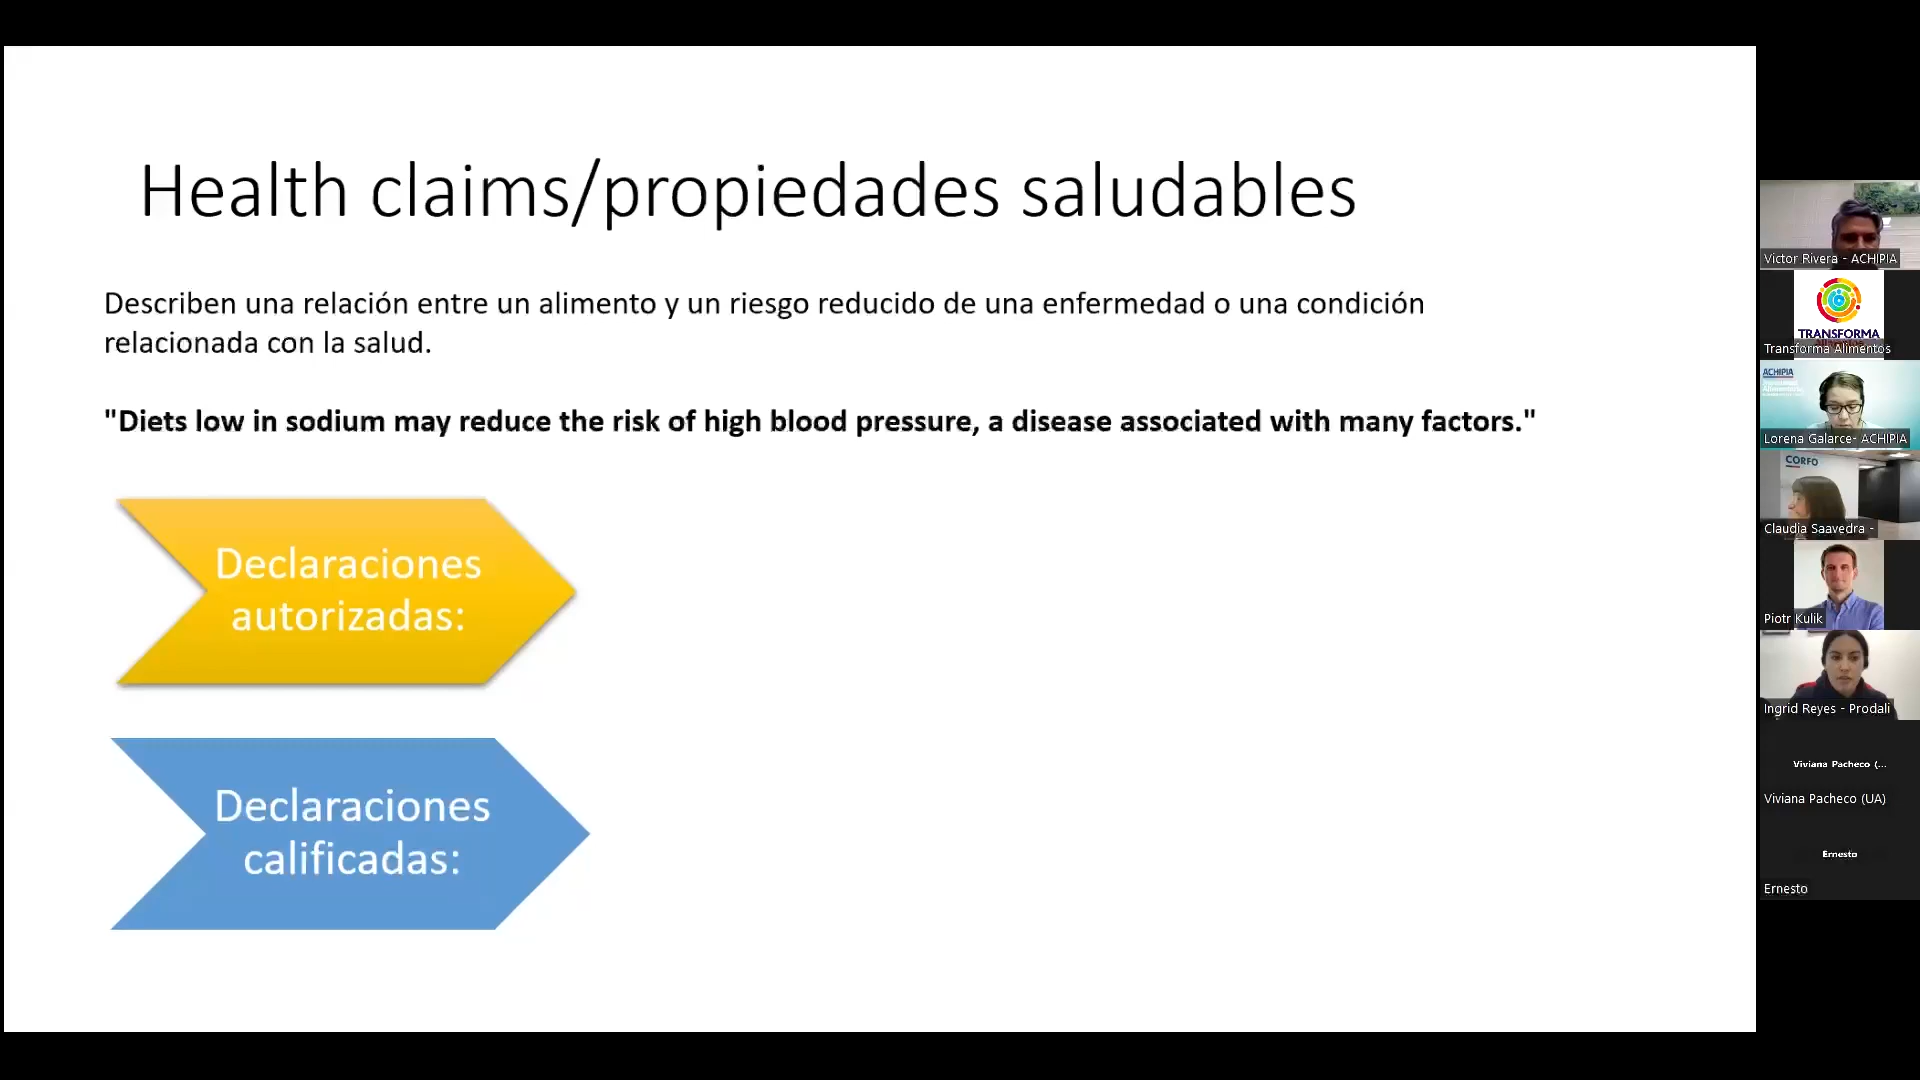 Health claims/propiedades saludables
Describen una relación entre un alimento y un riesgo reducido de una enfermedad o una condición
relacionada con la salud.
"Diets low in sodium may reduce the risk of high blood pressure, a disease associated with many factors."
Declaraciones
autorizadas:
Declaraciones
calificadas:
Victor Rivera - ACHIPIA
TRANSFORMA
Transforma Alimentos
ACHIPIA
Lorena Galarce- ACHIPIA
CORFO
Claudia Saavedra -
Piotr Kulik
Ingrid Reyes - Prodali
Viviana Pacheco (...
Viviana Pacheco (UA)
Ernesto
Ernesto